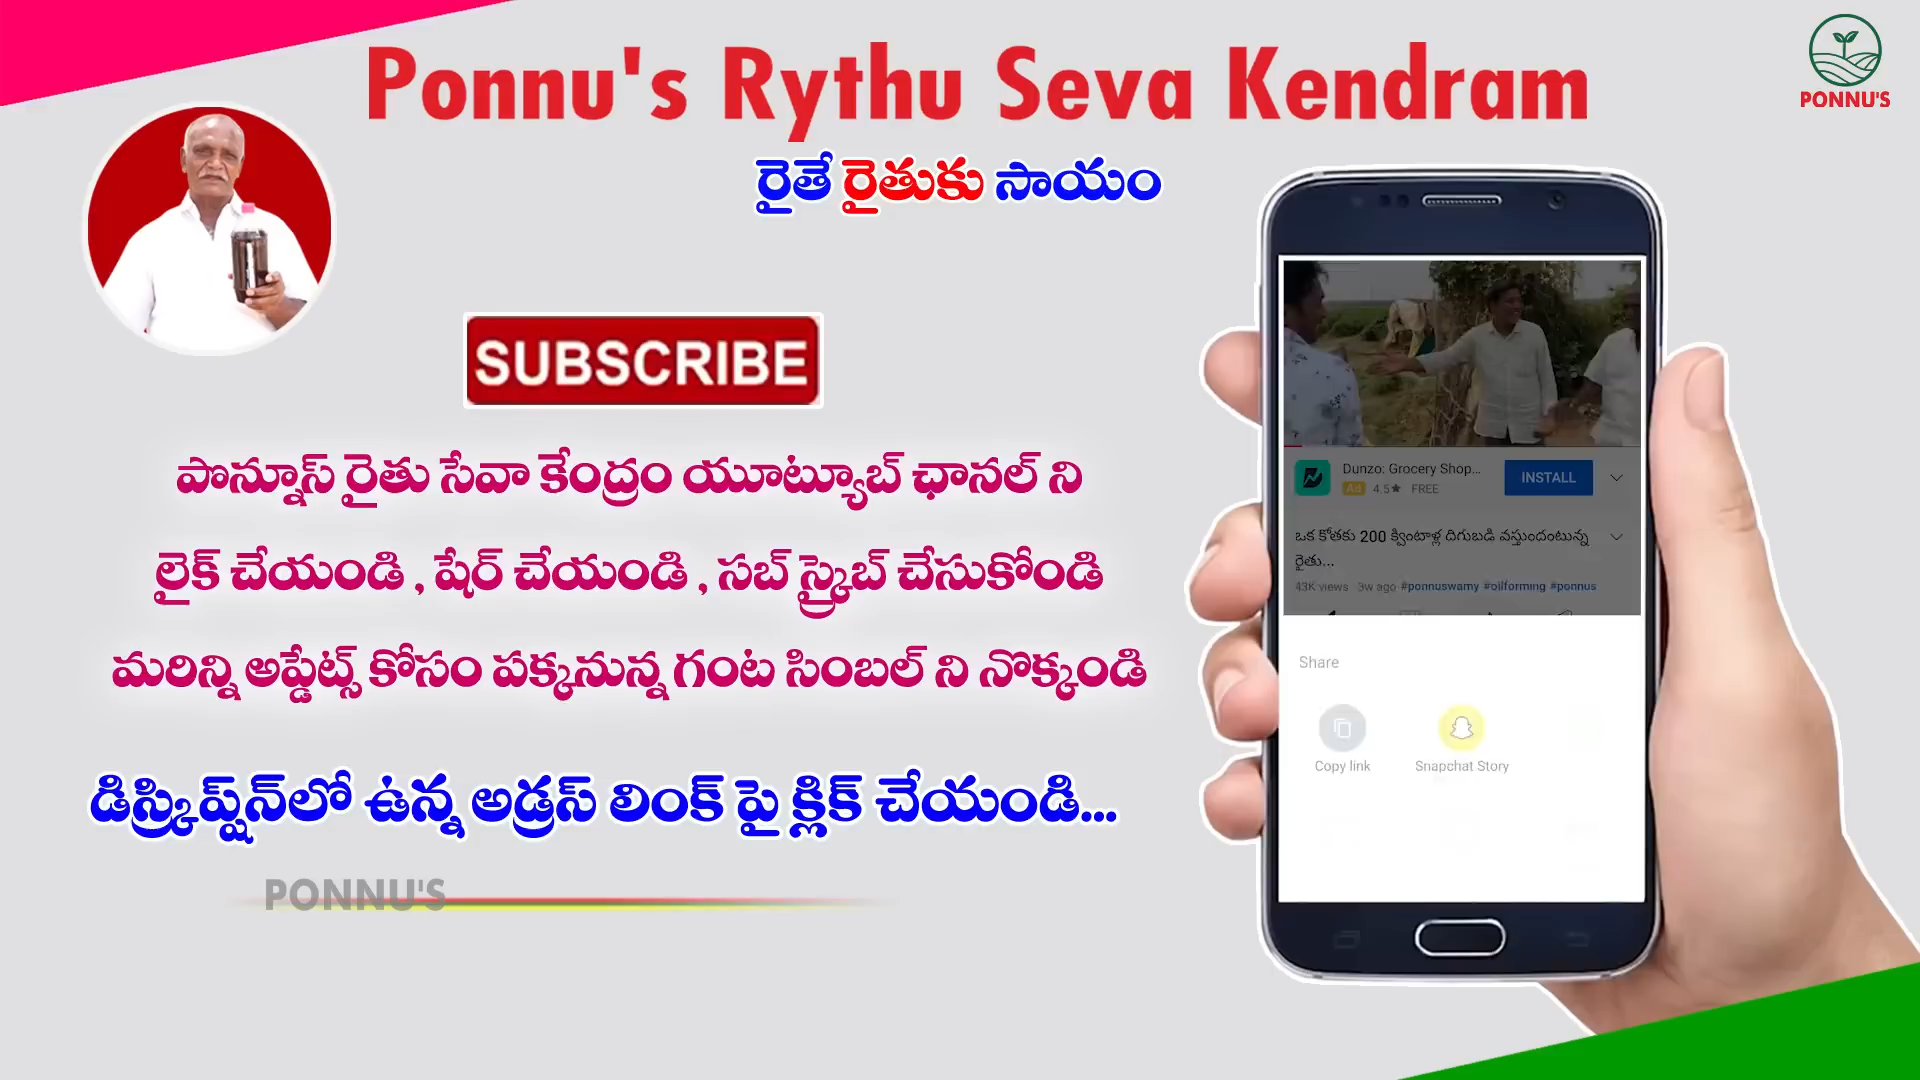 Ponnu's Rythu Seva Kendram
PONNU'S
రైతే రైతుకు సాయం
SUBSCRIBE
పొన్నూస్ రైతు సేవా కేంద్రం యూట్యూబ్ ఛానల్ ని
లైక్ చేయండి , షేర్ చేయండి , సబ్ స్క్రైబ్ చేసుకోండి
మరిన్ని అప్డేట్స్ కోసం పక్కనున్న గంట సింబల్ ని నొక్కండి
డిస్క్రిప్షన్‌లో ఉన్న అడ్రస్ లింక్ పై క్లిక్ చేయండి...
PONNU'S
Dunzo: Grocery Shop...
Ad 4.5★ FREE
INSTALL
ఒక కోతకు 200 క్వింటాళ్ల దిగుబడి వస్తుందంటున్న
రైతు...
43K views 3w ago #ponnuswamy #oilforming #ponnus
Share
Copy link
Snapchat Story